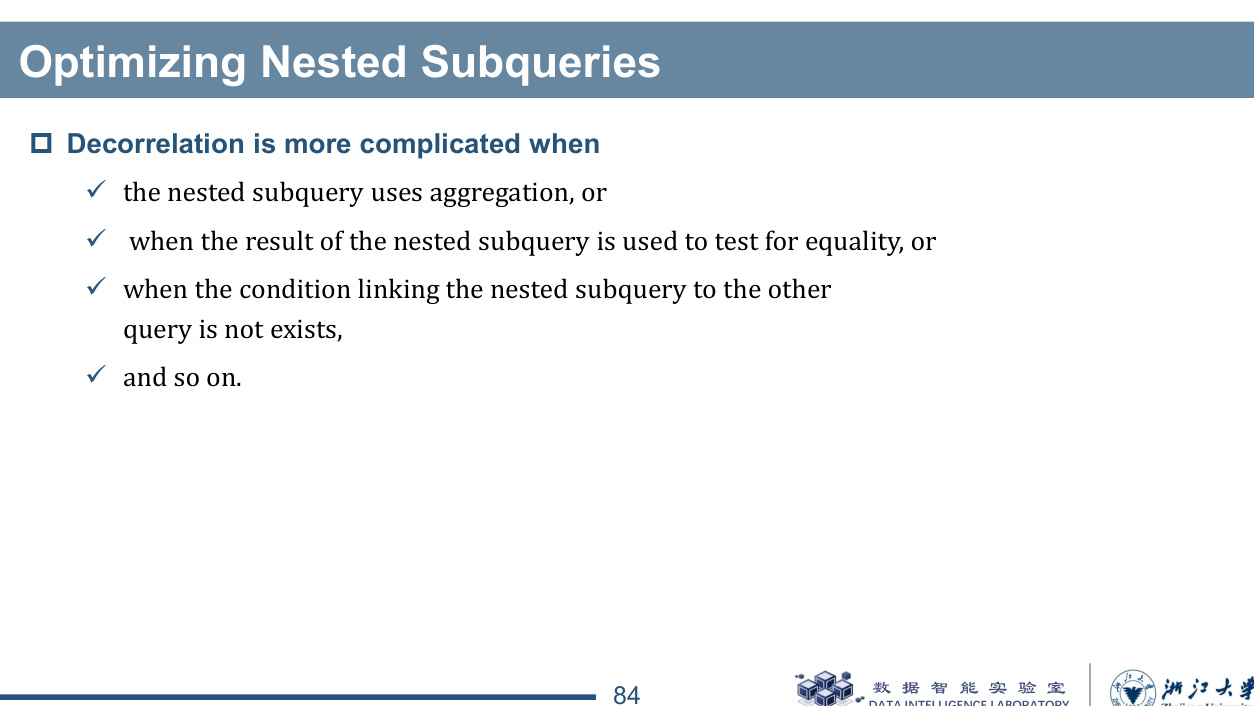 Optimizing Nested Subqueries
Decorrelation is more complicated when
the nested subquery uses aggregation, or
when the result of the nested subquery is used to test for equality, or
when the condition linking the nested subquery to the other
query is not exists,
and so on.
84
数据智能实验室
DATA INTELLIGENCE LABORATORY
浙江大学